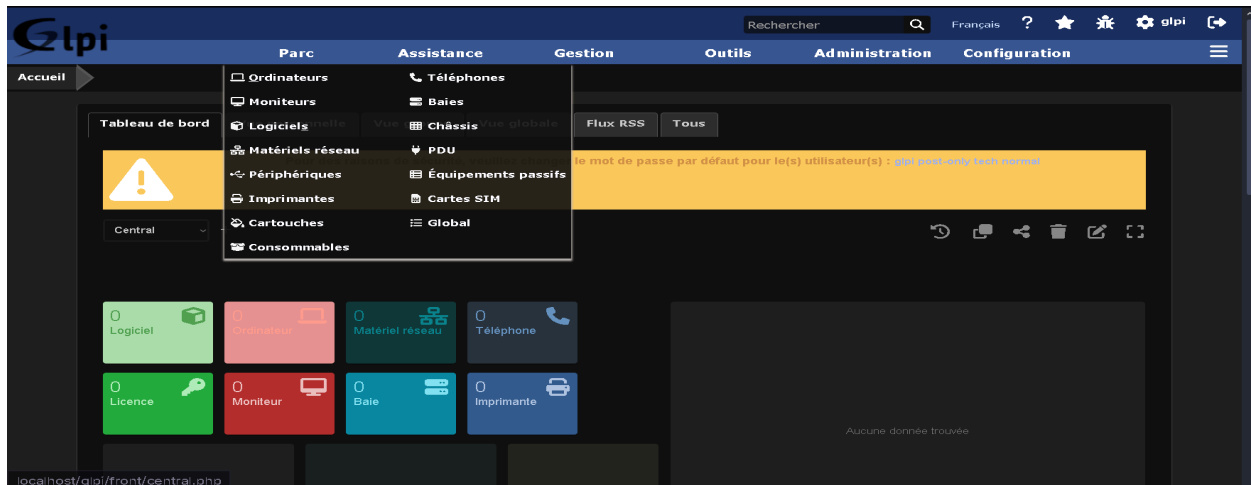 Glpi
Rechercher Français ? glpi
Parc Assistance Gestion Outils Administration Configuration
Accueil
Ordinateurs Téléphones
Moniteurs Baies
Logiciels Châssis
Matériels réseau PDU
Périphériques Équipements passifs
Imprimantes Cartes SIM
Cartouches Global
Consommables
Tableau de bord Vue globale Flux RSS Tous
le mot de passe par défaut pour le(s) utilisateur(s) : glpi post-only tech normal
Central
0 0 0 0
Logiciel Ordinateur Matériel réseau Téléphone
0 0 0 0
Licence Moniteur Baie Imprimante
Aucune donnée trouvée
localhost/glpi/front/central.php